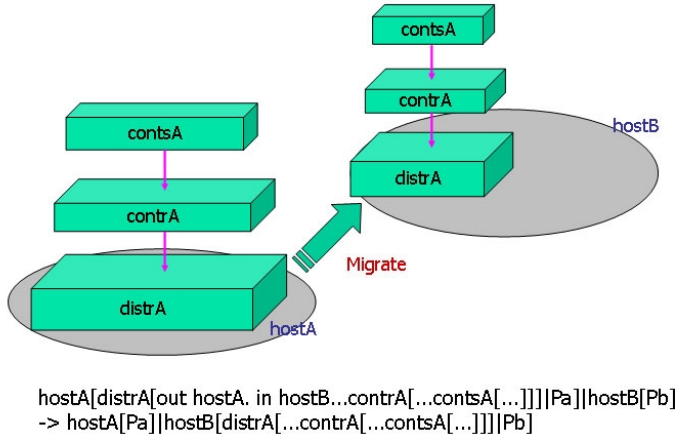 contsA
contrA
hostB
distrA
contsA
contrA
Migrate
distrA
hostA
hostA[distrA[out hostA. in hostB...contrA[...contsA[...]]]|Pa]|hostB[Pb]
-> hostA[Pa]|hostB[distrA[...contrA[...contsA[...]]]|Pb]